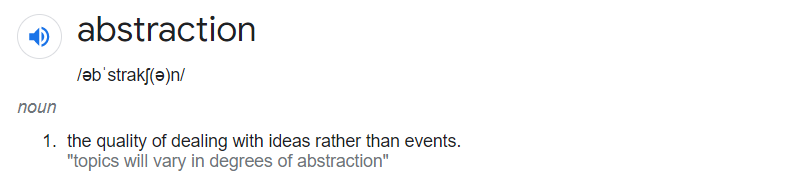 abstraction
/əbˈstrakʃ(ə)n/
noun
1. the quality of dealing with ideas rather than events.
"topics will vary in degrees of abstraction"